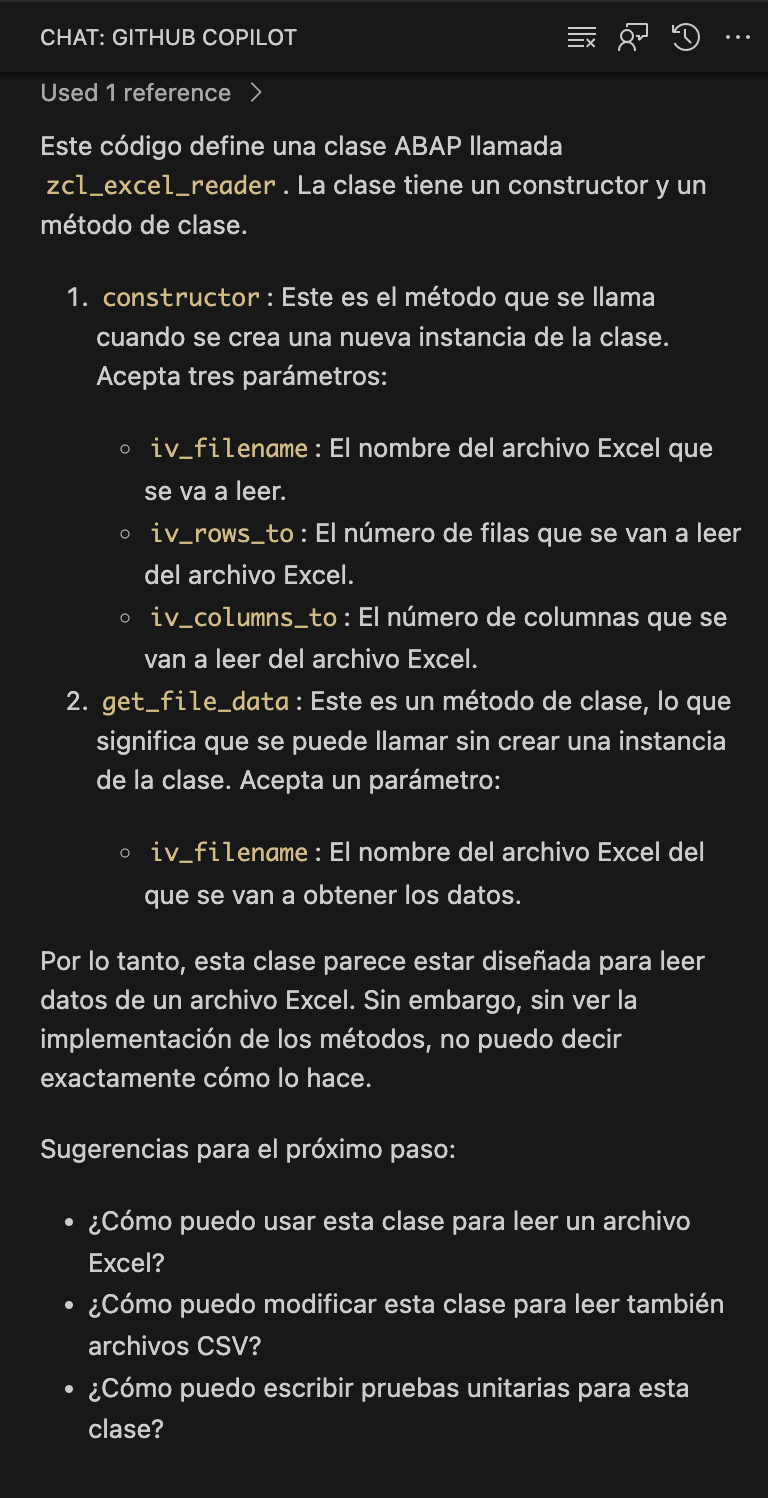 CHAT: GITHUB COPILOT
Used 1 reference
Este código define una clase ABAP llamada
zcl_excel_reader. La clase tiene un constructor y un
método de clase.
1. constructor: Este es el método que se llama
cuando se crea una nueva instancia de la clase.
Acepta tres parámetros:
iv_filename: El nombre del archivo Excel que
se va a leer.
iv_rows_to: El número de filas que se van a leer
del archivo Excel.
iv_columns_to: El número de columnas que se
van a leer del archivo Excel.
2. get_file_data: Este es un método de clase, lo que
significa que se puede llamar sin crear una instancia
de la clase. Acepta un parámetro:
iv_filename: El nombre del archivo Excel del
que se van a obtener los datos.
Por lo tanto, esta clase parece estar diseñada para leer
datos de un archivo Excel. Sin embargo, sin ver la
implementación de los métodos, no puedo decir
exactamente cómo lo hace.
Sugerencias para el próximo paso:
• ¿Cómo puedo usar esta clase para leer un archivo
Excel?
• ¿Cómo puedo modificar esta clase para leer también
archivos CSV?
• ¿Cómo puedo escribir pruebas unitarias para esta
clase?